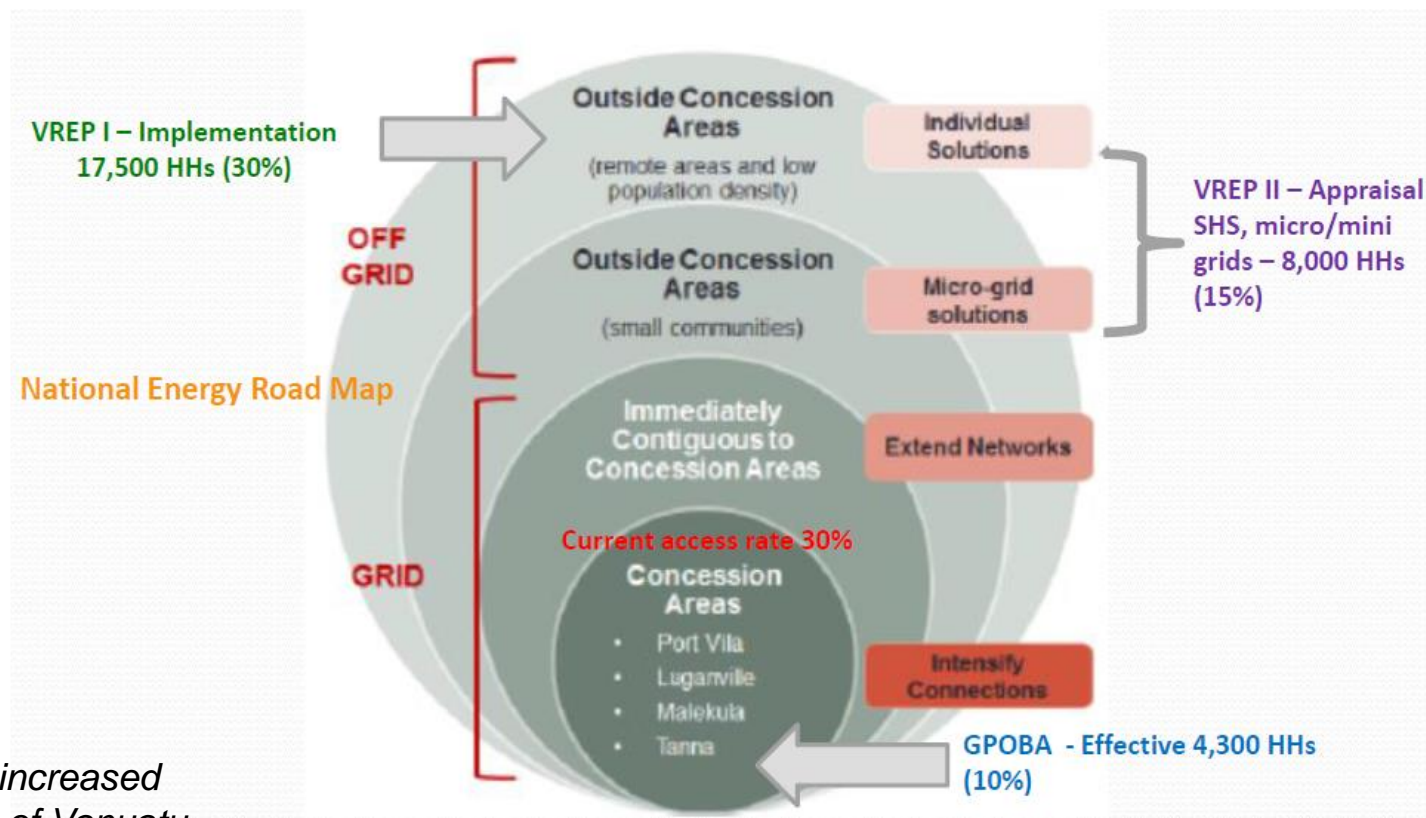 VREP I – Implementation
17,500 HHs (30%)
OFF
GRID
National Energy Road Map
GRID
Outside Concession
Areas
(remote areas and low
population density)
Outside Concession
Areas
(small communities)
Immediately
Contiguous to
Concession Areas
Current access rate 30%
Concession
Areas
• Port Vila
• Luganville
• Malekula
• Tanna
Individual
Solutions
Micro-grid
solutions
Extend Networks
Intensify
Connections
VREP II – Appraisal
SHS, micro/mini
grids – 8,000 HHs
(15%)
GPOBA - Effective 4,300 HHs
(10%)
increased
of Vanuatu